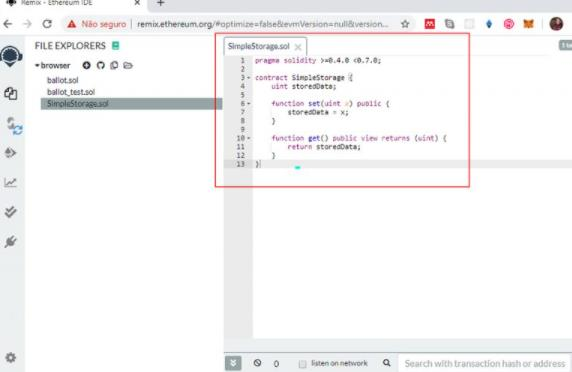 Remix - Ethereum IDE
Não seguro | remix.ethereum.org/#optimize=false&evmVersion=null&version...
FILE EXPLORERS
browser
ballot.sol
ballot_test.sol
SimpleStorage.sol
SimpleStorage.sol
1 pragma solidity >=0.4.0 <0.7.0;
2
3 contract SimpleStorage {
4 uint storedData;
5
6 function set(uint x) public {
7 storedData = x;
8 }
9
10 function get() public view returns (uint) {
11 return storedData;
12 }
13 }
0 listen on network Search with transaction hash or address